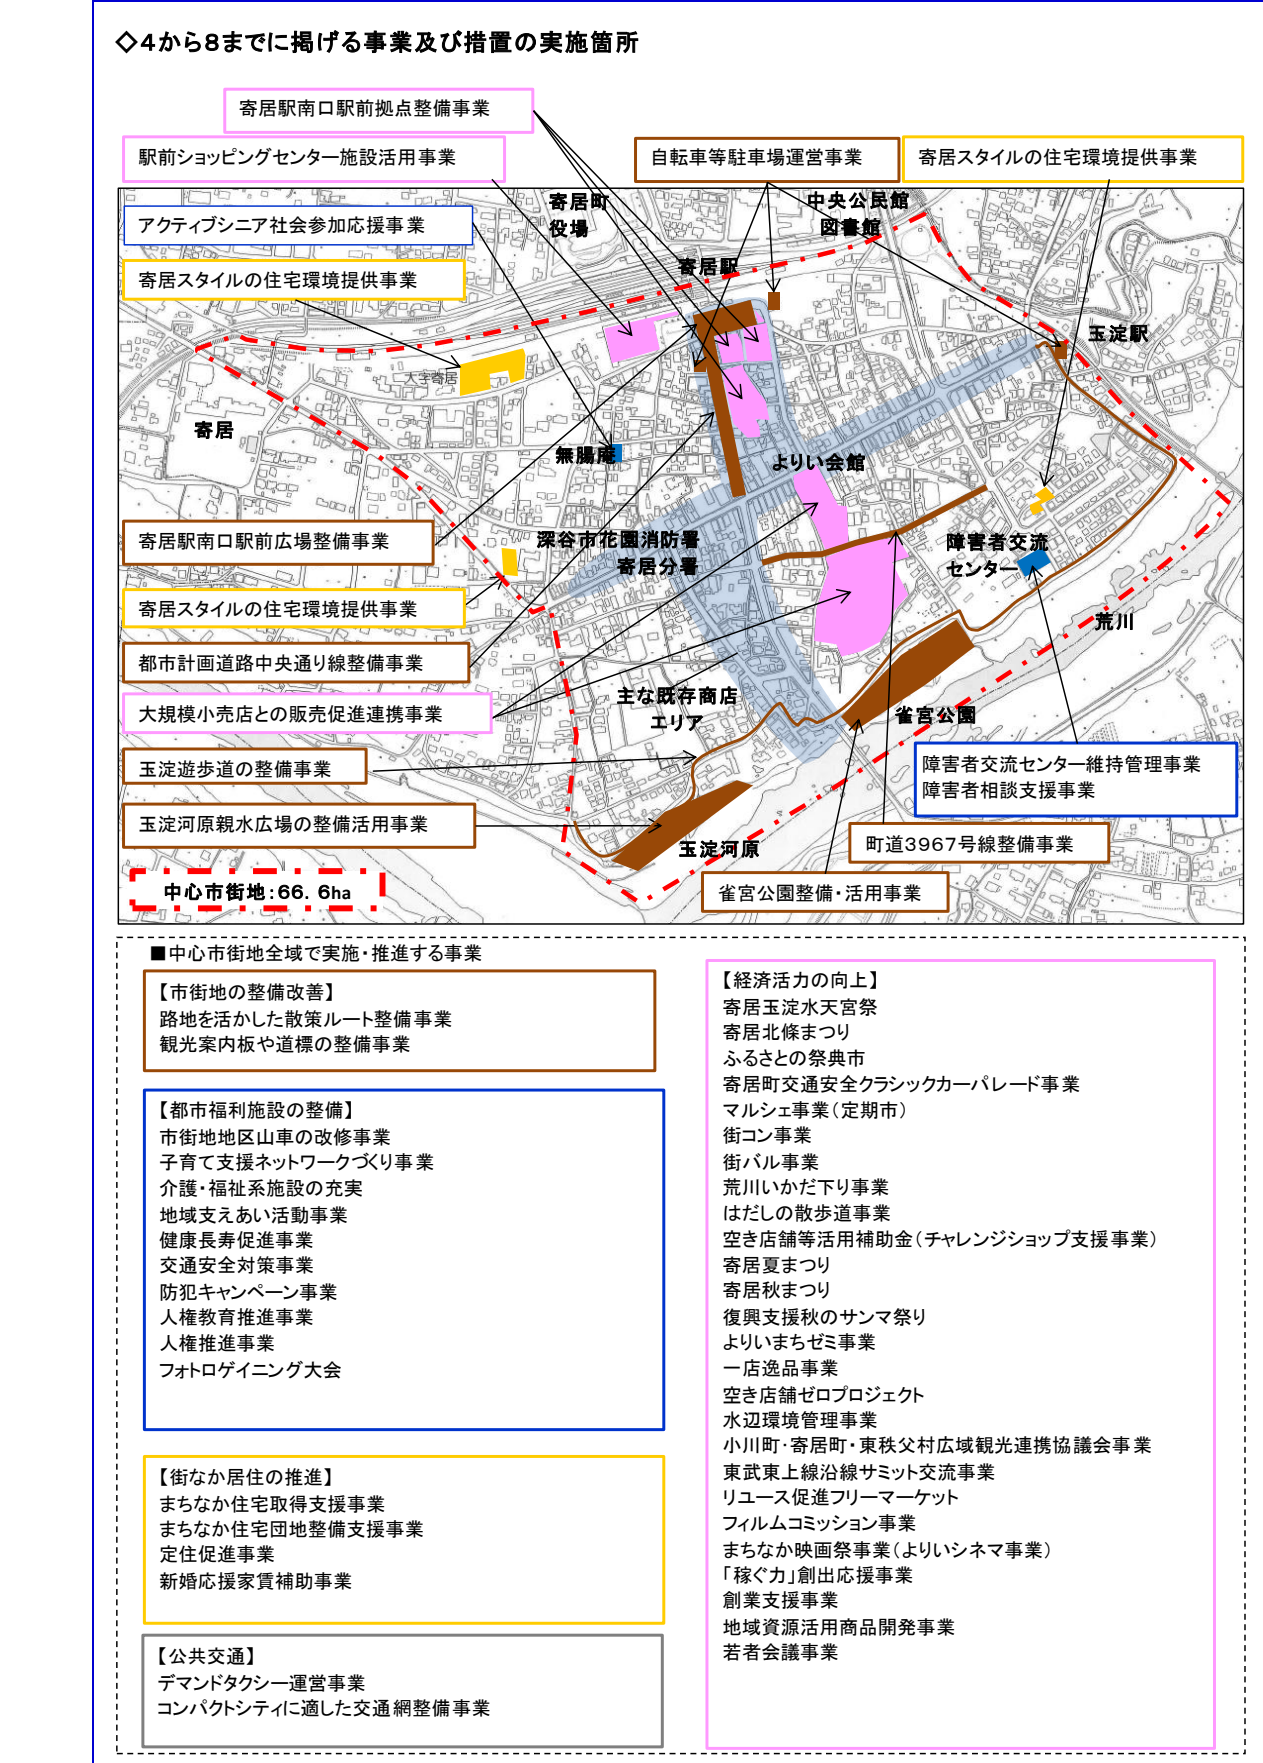 ◇4から8までに掲げる事業及び措置の実施箇所
寄居駅南口駅前拠点整備事業
駅前ショッピングセンター施設活用事業
自転車等駐車場運営事業
寄居スタイルの住宅環境提供事業
アクティブシニア社会参加応援事業
寄居スタイルの住宅環境提供事業
寄居町
役場
中央公民館
図書館
寄居駅
玉淀駅
大字寄居
寄居
無腸庵
よりい会館
寄居駅南口駅前広場整備事業
深谷市花園消防署
寄居分署
障害者交流
センター
寄居スタイルの住宅環境提供事業
荒川
都市計画道路中央通り線整備事業
大規模小売店との販売促進連携事業
主な既存商店
エリア
雀宮公園
玉淀遊歩道の整備事業
障害者交流センター維持管理事業
障害者相談支援事業
玉淀河原親水広場の整備活用事業
玉淀河原
町道3967号線整備事業
中心市街地:66.6ha
雀宮公園整備・活用事業
■中心市街地全域で実施・推進する事業
【市街地の整備改善】
路地を活かした散策ルート整備事業
観光案内板や道標の整備事業
【都市福利施設の整備】
市街地地区山車の改修事業
子育て支援ネットワークづくり事業
介護・福祉系施設の充実
地域支えあい活動事業
健康長寿促進事業
交通安全対策事業
防犯キャンペーン事業
人権教育推進事業
人権推進事業
フォトロゲイニング大会
【街なか居住の推進】
まちなか住宅取得支援事業
まちなか住宅団地整備支援事業
定住促進事業
新婚応援家賃補助事業
【公共交通】
デマンドタクシー運営事業
コンパクトシティに適した交通網整備事業
【経済活力の向上】
寄居玉淀水天宮祭
寄居北條まつり
ふるさとの祭典市
寄居町交通安全クラシックカーパレード事業
マルシェ事業(定期市)
街コン事業
街バル事業
荒川いかだ下り事業
はだしの散歩道事業
空き店舗等活用補助金(チャレンジショップ支援事業)
寄居夏まつり
寄居秋まつり
復興支援秋のサンマ祭り
よりいまちゼミ事業
一店逸品事業
空き店舗ゼロプロジェクト
水辺環境管理事業
小川町・寄居町・東秩父村広域観光連携協議会事業
東武東上線沿線サミット交流事業
リユース促進フリーマーケット
フィルムコミッション事業
まちなか映画祭事業(よりいシネマ事業)
「稼ぐ力」創出応援事業
創業支援事業
地域資源活用商品開発事業
若者会議事業